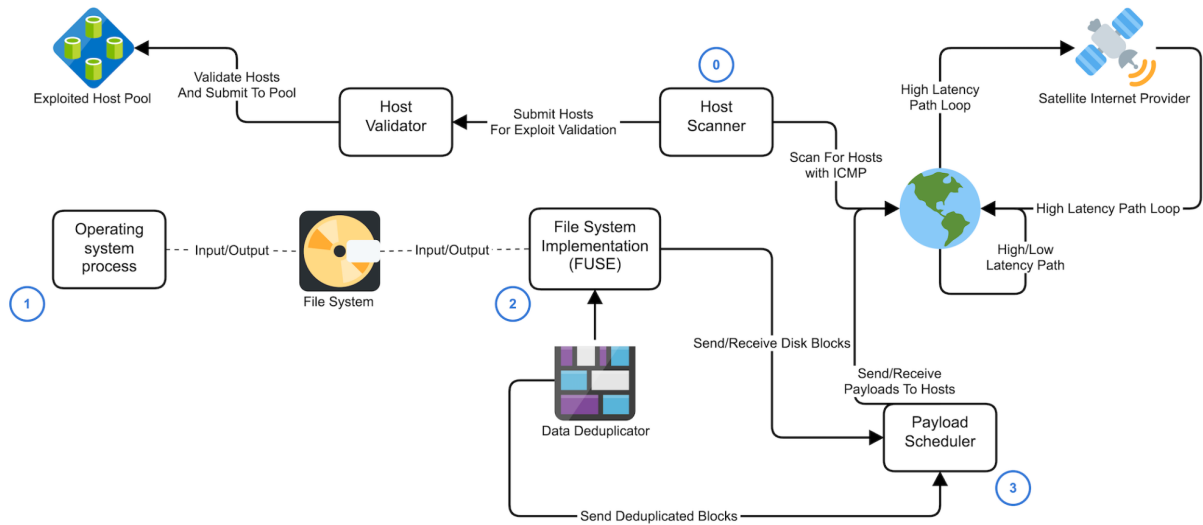 0
Validate Hosts
And Submit To Pool
Exploited Host Pool
Host
Validator
Submit Hosts
For Exploit Validation
Host
Scanner
High Latency
Path Loop
Satellite Internet Provider
Scan For Hosts
with ICMP
Operating
system
process
Input/Output
File System
Input/Output
File System
Implementation
(FUSE)
High Latency Path Loop
High/Low
Latency Path
1
2
Send/Receive Disk Blocks
Send/Receive
Payloads To Hosts
Data Deduplicator
Payload
Scheduler
3
Send Deduplicated Blocks